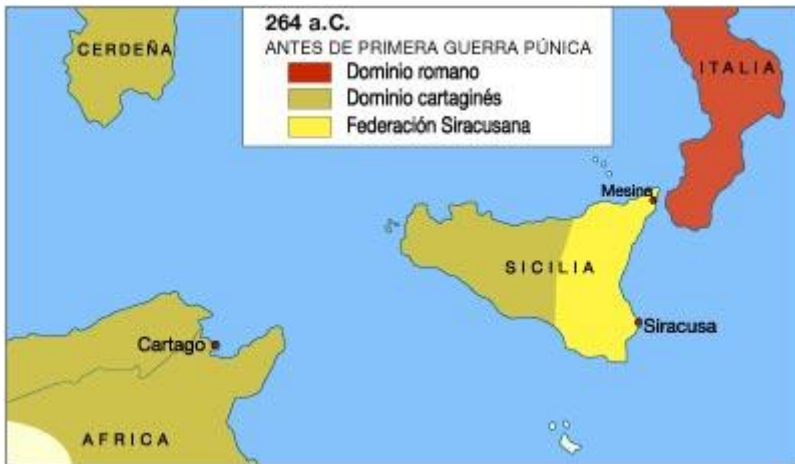 264 a.C.
ANTES DE PRIMERA GUERRA PÚNICA
Dominio romano
Dominio cartaginés
Federación Siracusana
CERDEÑA
ITALIA
Mesina
SICILIA
Siracusa
Cartago
AFRICA